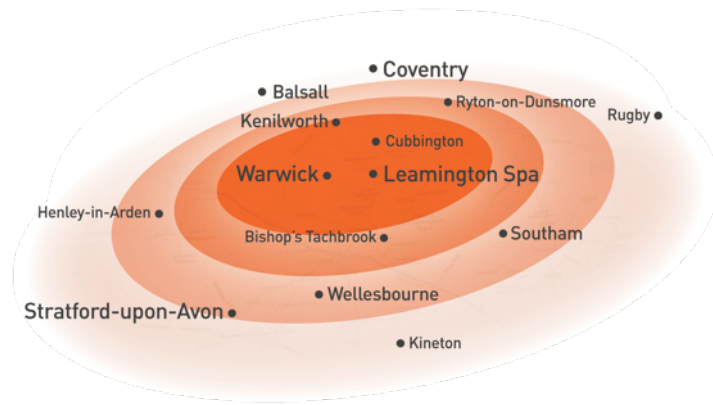 Coventry
Balsall
Ryton-on-Dunsmore
Rugby
Kenilworth
Cubbington
Warwick
Leamington Spa
Henley-in-Arden
Bishop's Tachbrook
Southam
Wellesbourne
Stratford-upon-Avon
Kineton